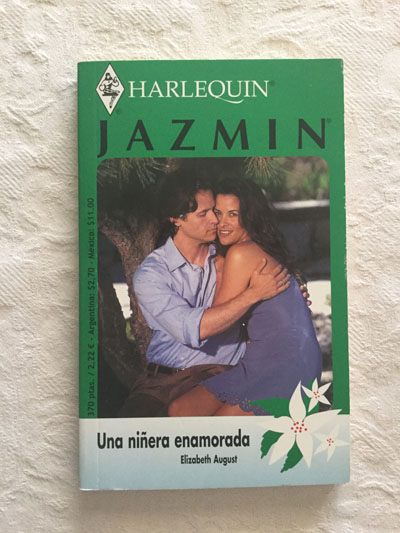 HARLEQUIN®
JAZMIN®
370 ptas. / 2,22 € - Argentina: $2,70 - México: $11,00
Una niñera enamorada
Elizabeth August